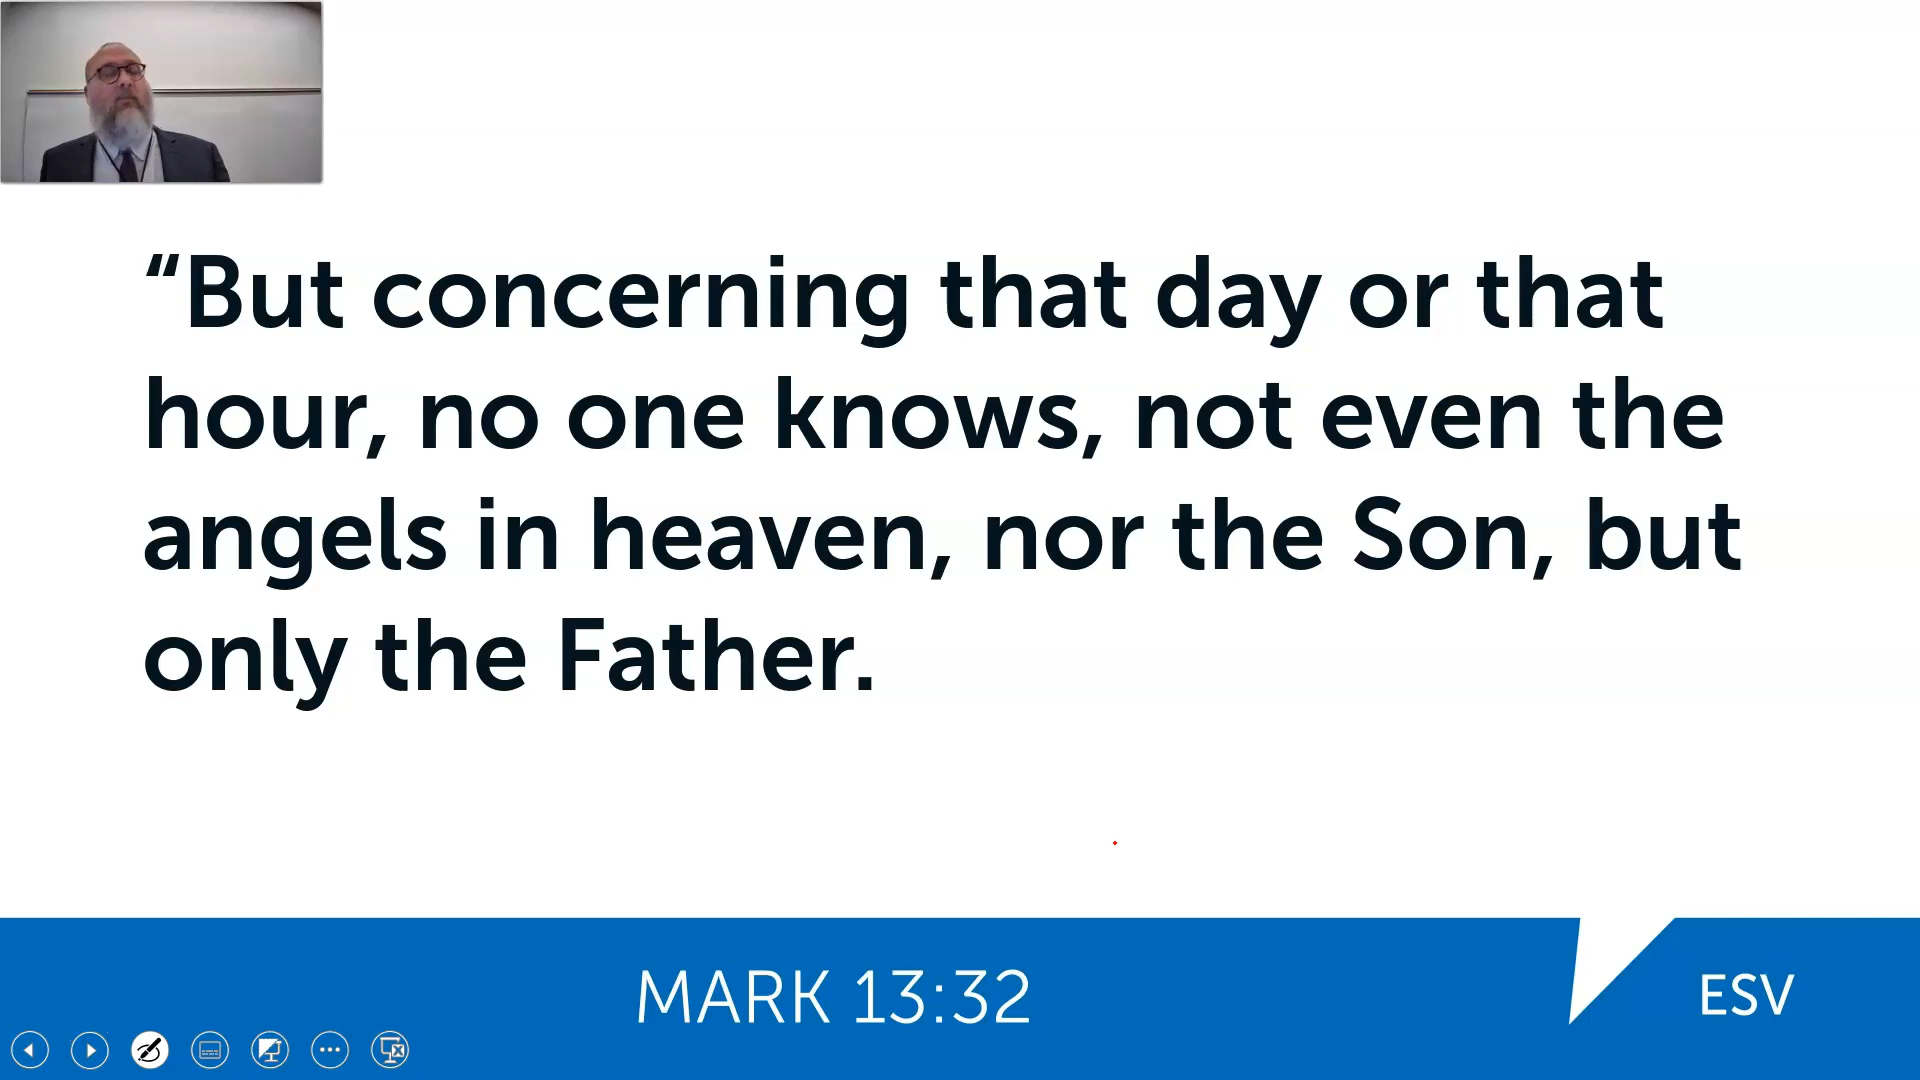 “But concerning that day or that
hour, no one knows, not even the
angels in heaven, nor the Son, but
only the Father.
MARK 13:32
ESV